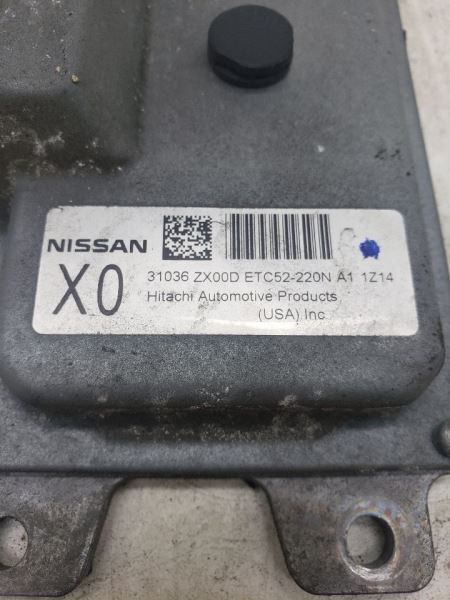 NISSAN
X0
31036 ZX00D ETC52-220N A1 1Z14
Hitachi Automotive Products
(USA),Inc